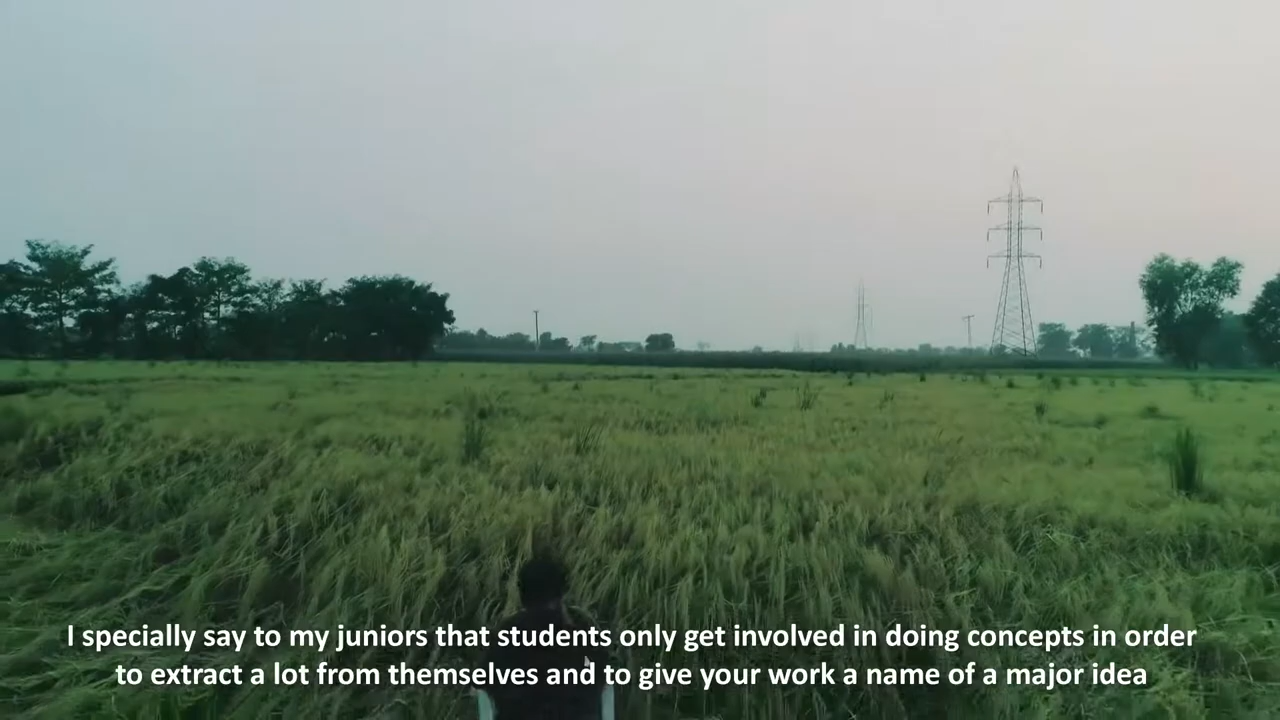 I specially say to my juniors that students only get involved in doing concepts in order
to extract a lot from themselves and to give your work a name of a major idea